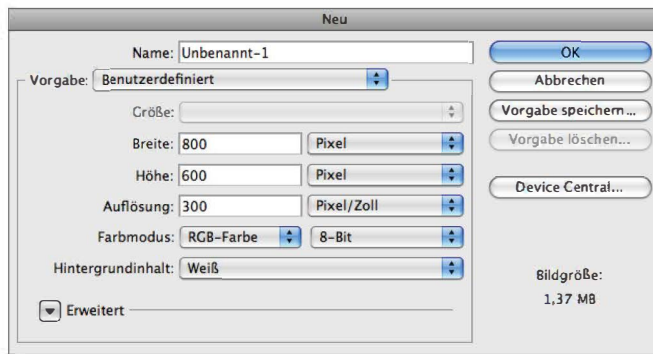 Neu
Name: Unbenannt-1
OK
Vorgabe: Benutzerdefiniert
Abbrechen
Größe:
Vorgabe speichern...
Breite: 800 Pixel
Vorgabe löschen...
Höhe: 600 Pixel
Device Central...
Auflösung: 300 Pixel/Zoll
Farbmodus: RGB-Farbe 8-Bit
Hintergrundinhalt: Weiß
Bildgröße:
1,37 MB
Erweitert